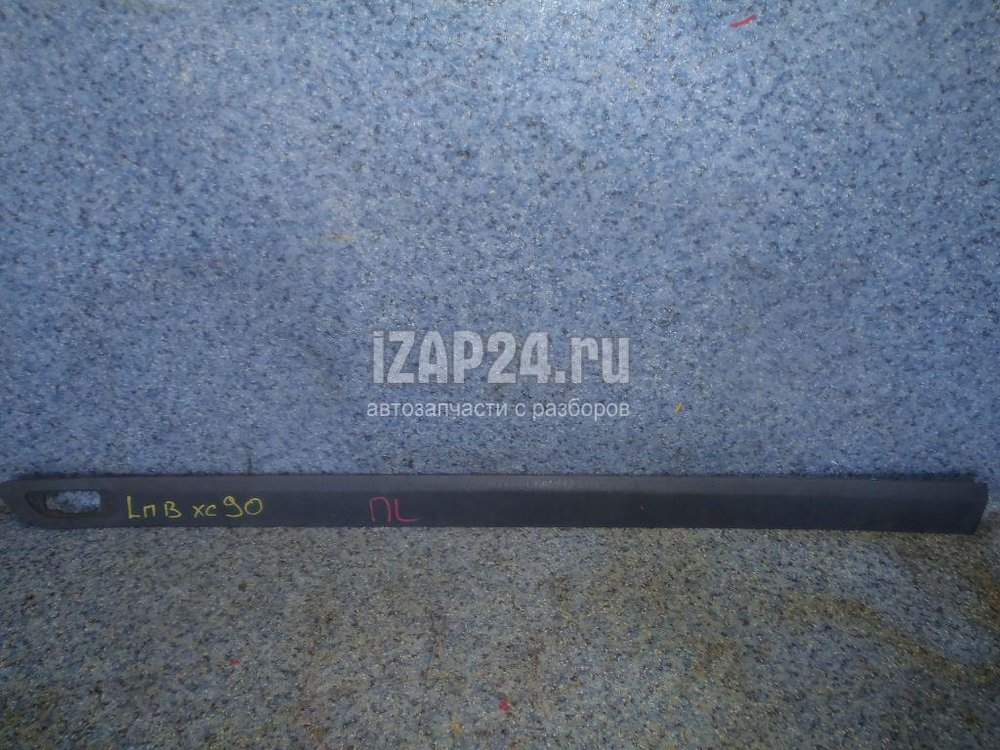 iZAP24.ru
автозапчасти с разборов
LпB xc90 ПL